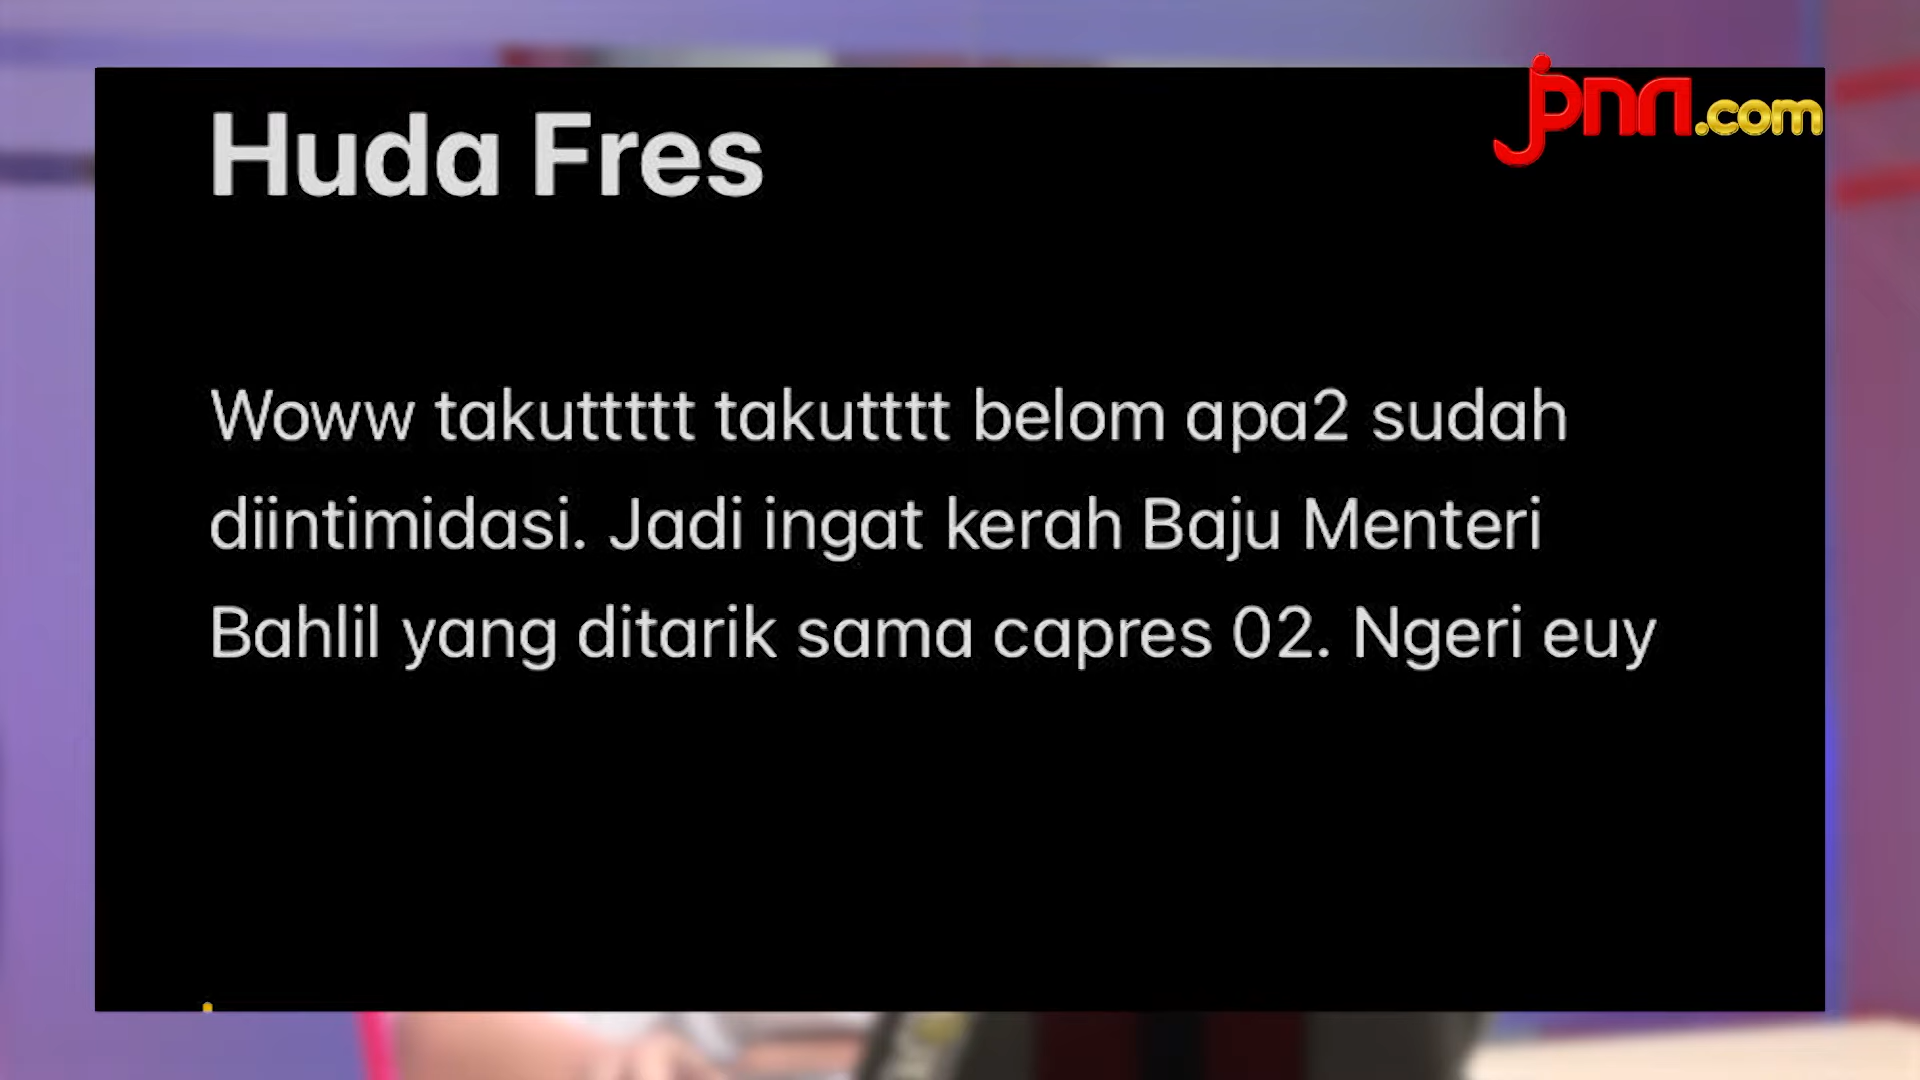 jpnn.com
Huda Fres
Woww takuttttt takutttt belom apa2 sudah
diintimidasi. Jadi ingat kerah Baju Menteri
Bahlil yang ditarik sama capres 02. Ngeri euy